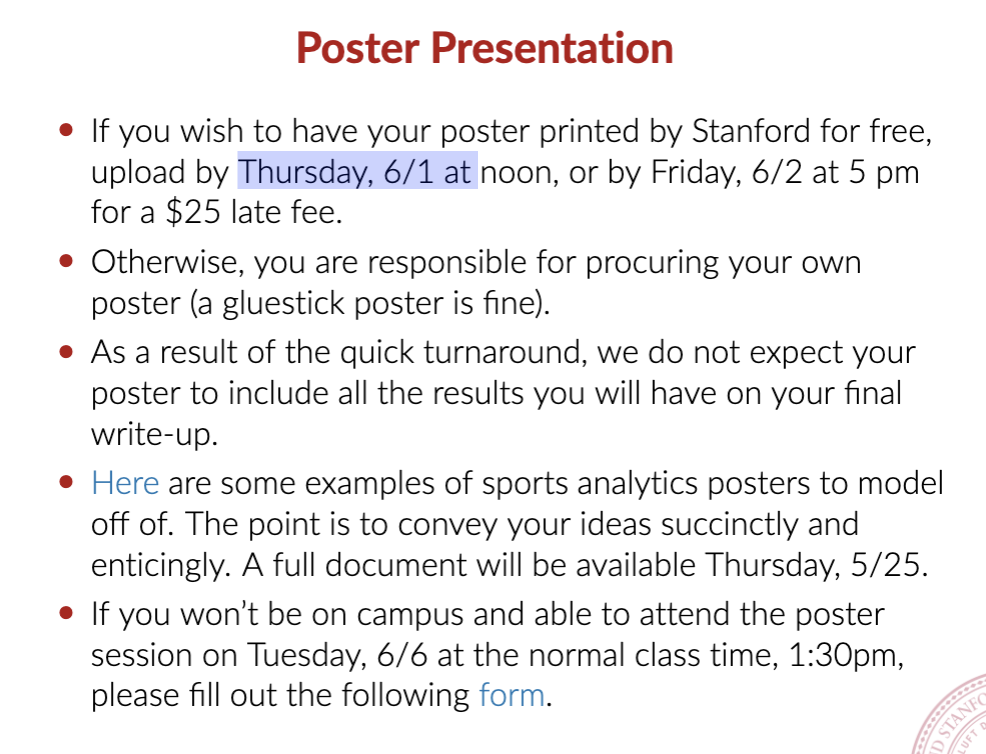 Poster Presentation
• If you wish to have your poster printed by Stanford for free,
upload by Thursday, 6/1 at noon, or by Friday, 6/2 at 5 pm
for a $25 late fee.
• Otherwise, you are responsible for procuring your own
poster (a gluestick poster is fine).
• As a result of the quick turnaround, we do not expect your
poster to include all the results you will have on your final
write-up.
• Here are some examples of sports analytics posters to model
off of. The point is to convey your ideas succinctly and
enticingly. A full document will be available Thursday, 5/25.
• If you won't be on campus and able to attend the poster
session on Tuesday, 6/6 at the normal class time, 1:30pm,
please fill out the following form.